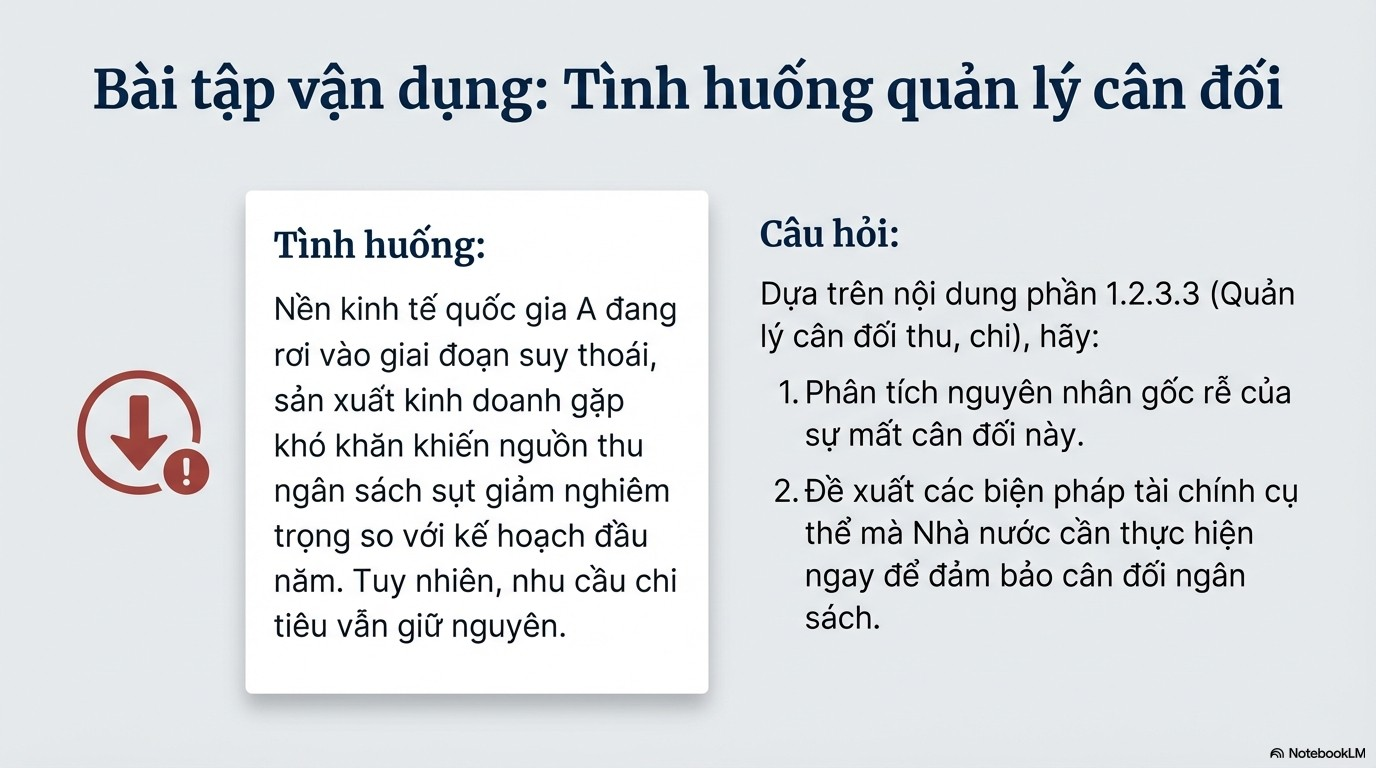 Bài tập vận dụng: Tình huống quản lý cân đối
Tình huống:
Nền kinh tế quốc gia A đang
rơi vào giai đoạn suy thoái,
sản xuất kinh doanh gặp
khó khăn khiến nguồn thu
ngân sách sụt giảm nghiêm
trọng so với kế hoạch đầu
năm. Tuy nhiên, nhu cầu chi
tiêu vẫn giữ nguyên.
!
Câu hỏi:
Dựa trên nội dung phần 1.2.3.3 (Quản
lý cân đối thu, chi), hãy:
1. Phân tích nguyên nhân gốc rễ của
sự mất cân đối này.
2. Đề xuất các biện pháp tài chính cụ
thể mà Nhà nước cần thực hiện
ngay để đảm bảo cân đối ngân
sách.
NotebookLM